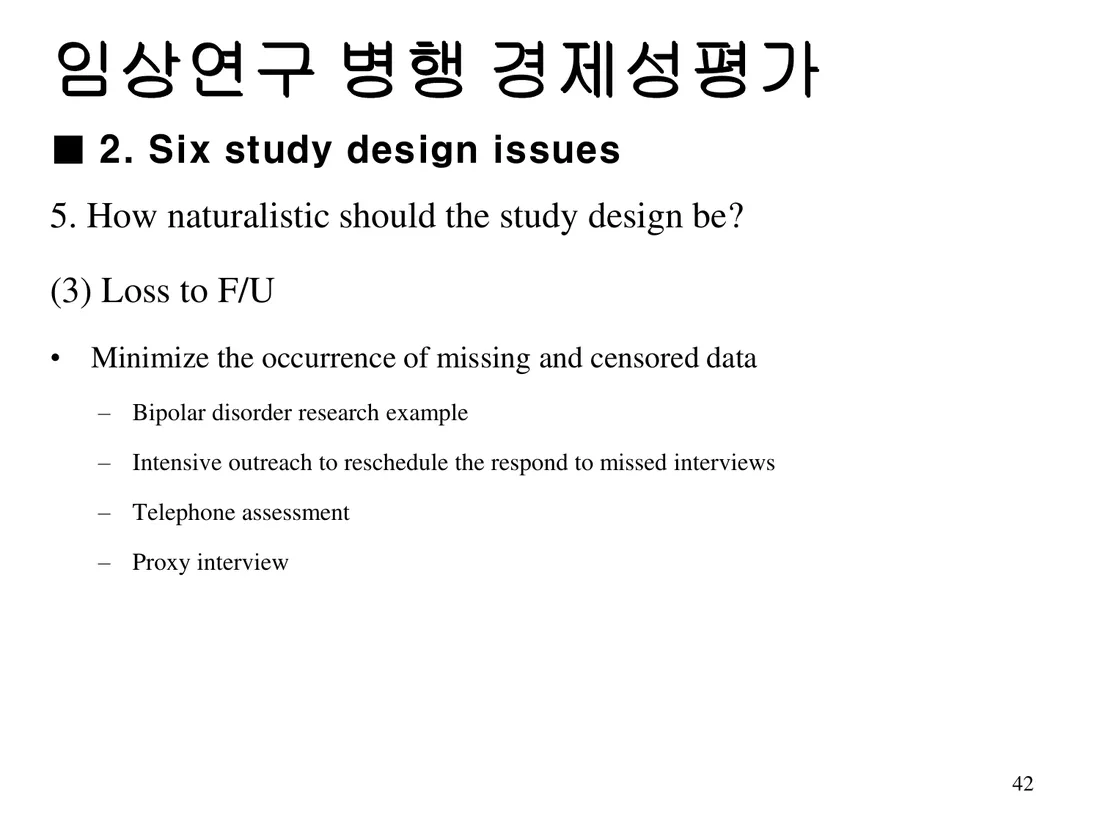 임상연구 병행 경제성평가
■ 2. Six study design issues
5. How naturalistic should the study design be?
(3) Loss to F/U
• Minimize the occurrence of missing and censored data
– Bipolar disorder research example
– Intensive outreach to reschedule the respond to missed interviews
– Telephone assessment
– Proxy interview
42